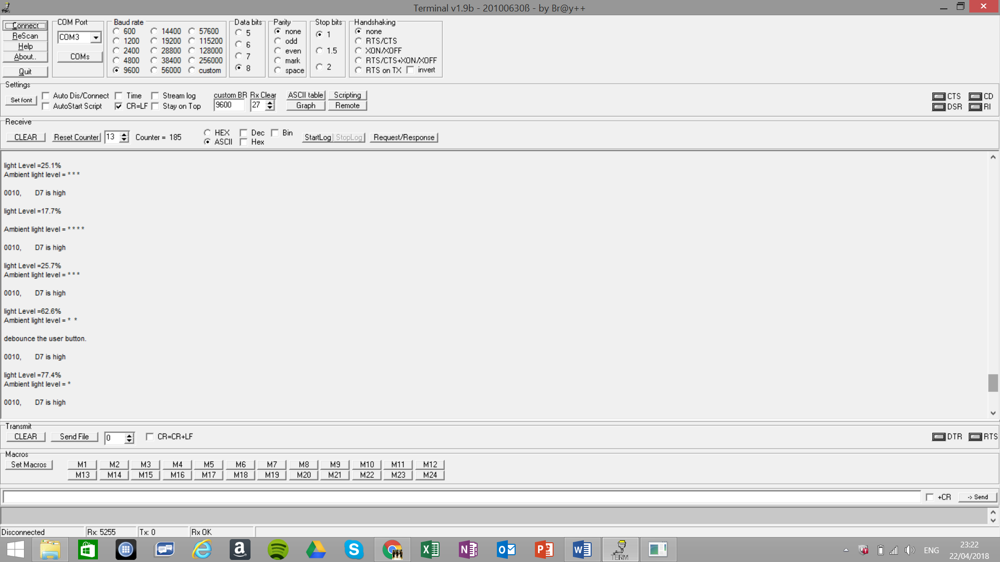 Terminal v1.9b - 20100630ß - by Br@y++
Connect
ReScan
Help
About..
Quit
COM Port
COM3
COMs
Baud rate
600 14400 57600
1200 19200 115200
2400 28800 128000
4800 38400 256000
9600 56000 custom
Data bits
5
6
7
8
Parity
none
odd
even
mark
space
Stop bits
1
1.5
2
Handshaking
none
RTS/CTS
XON/XOFF
RTS/CTS+XON/XOFF
RTS on TX invert
Settings
Set font
Auto Dis/Connect Time Stream log
AutoStart Script CR=LF Stay on Top
custom BR Rx Clear
9600 27
ASCII table Scripting
Graph Remote
CTS CD
DSR RI
Receive
CLEAR Reset Counter 13 Counter = 185
HEX Dec Bin
ASCII Hex
StartLog StopLog Request/Response
light Level =25.1%
Ambient light level = * * *
0010, D7 is high
light Level =17.7%
Ambient light level = * * * *
0010, D7 is high
light Level =25.7%
Ambient light level = * * *
0010, D7 is high
light Level =62.6%
Ambient light level = * *
debounce the user button.
0010, D7 is high
light Level =77.4%
Ambient light level = *
0010, D7 is high
Transmit
CLEAR Send File 0 CR=CR+LF
DTR RTS
Macros
Set Macros
M1 M2 M3 M4 M5 M6 M7 M8 M9 M10 M11 M12
M13 M14 M15 M16 M17 M18 M19 M20 M21 M22 M23 M24
+CR -> Send
Disconnected Rx: 5255 Tx: 0 Rx OK
TERM
ENG
23:22
22/04/2018